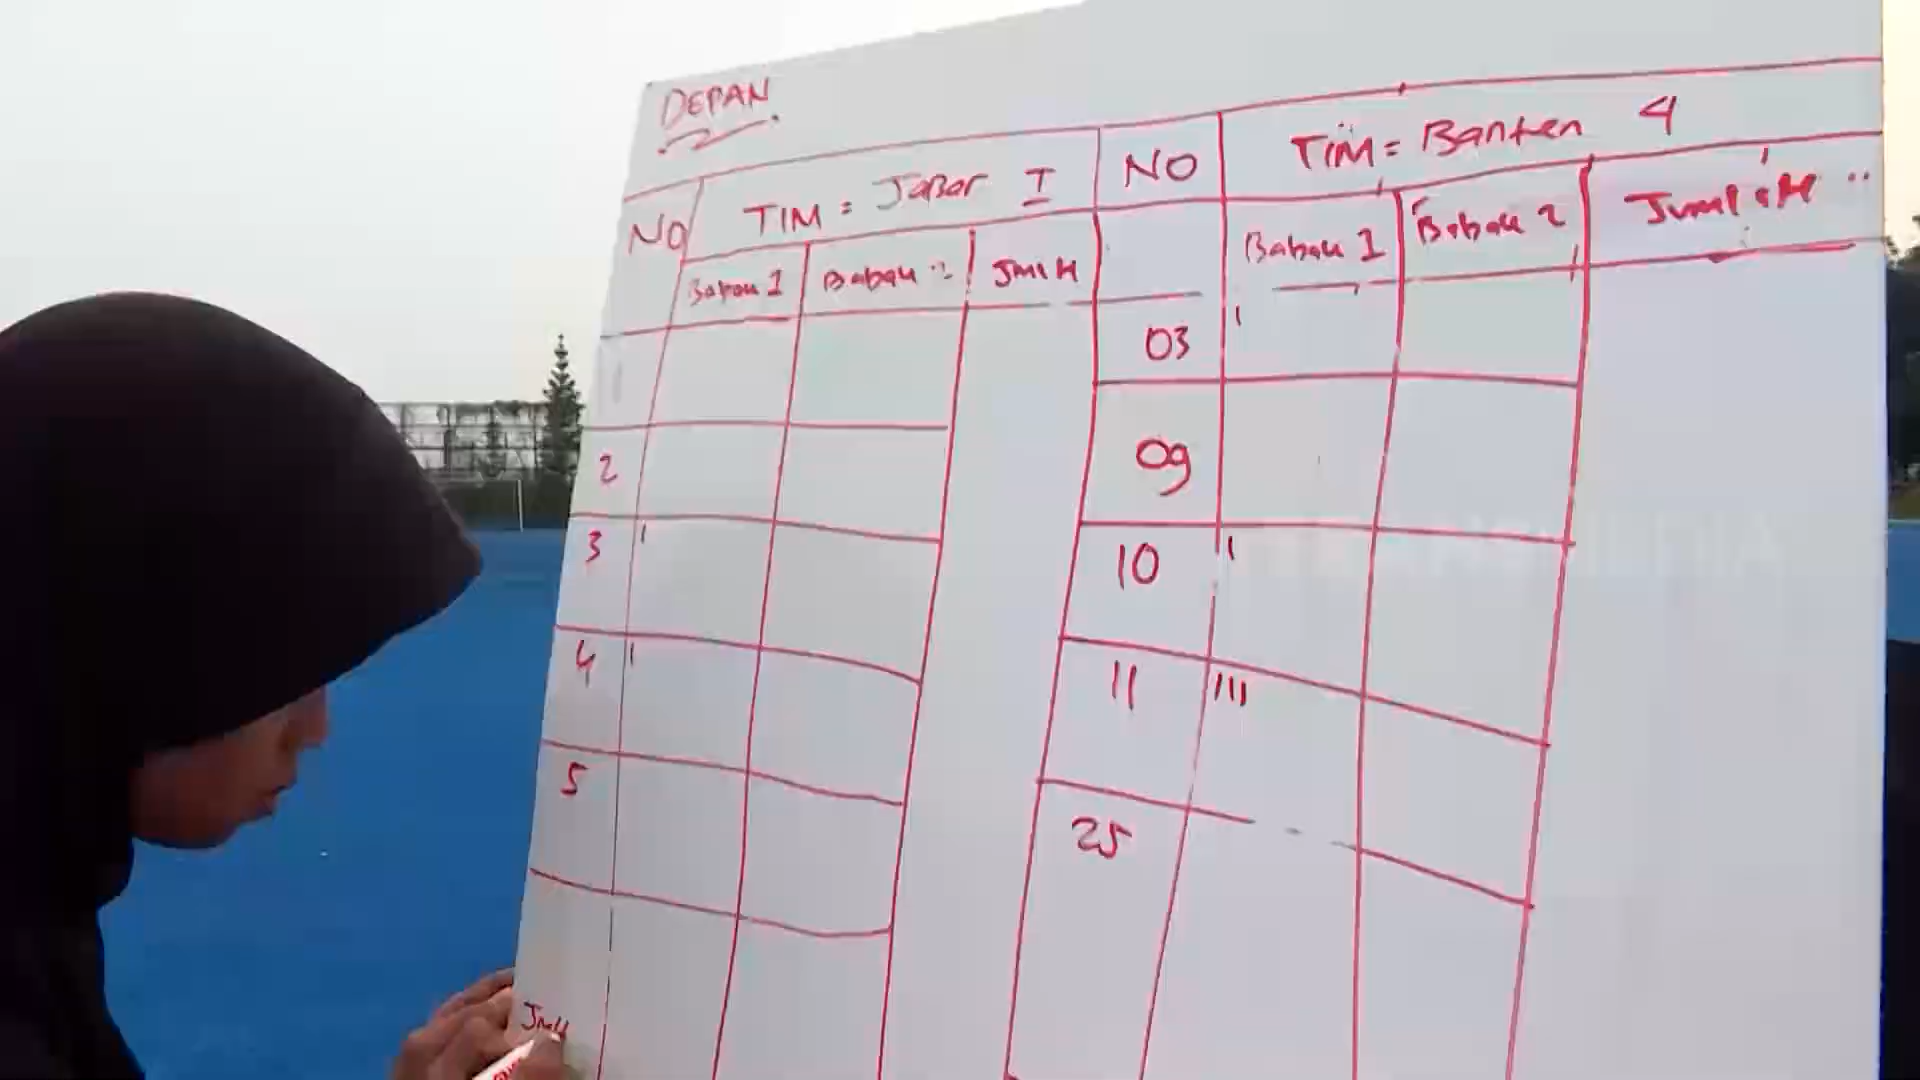 DEPAN
NO TIM = JaBar I NO TIM = Banten 4
Babak 1 Babak 2 JMLH Babak 1 Babak 2 Jumlah
1 03 I
2 09
3 I 10 I
4 I 11 III
5 25
Jmlh